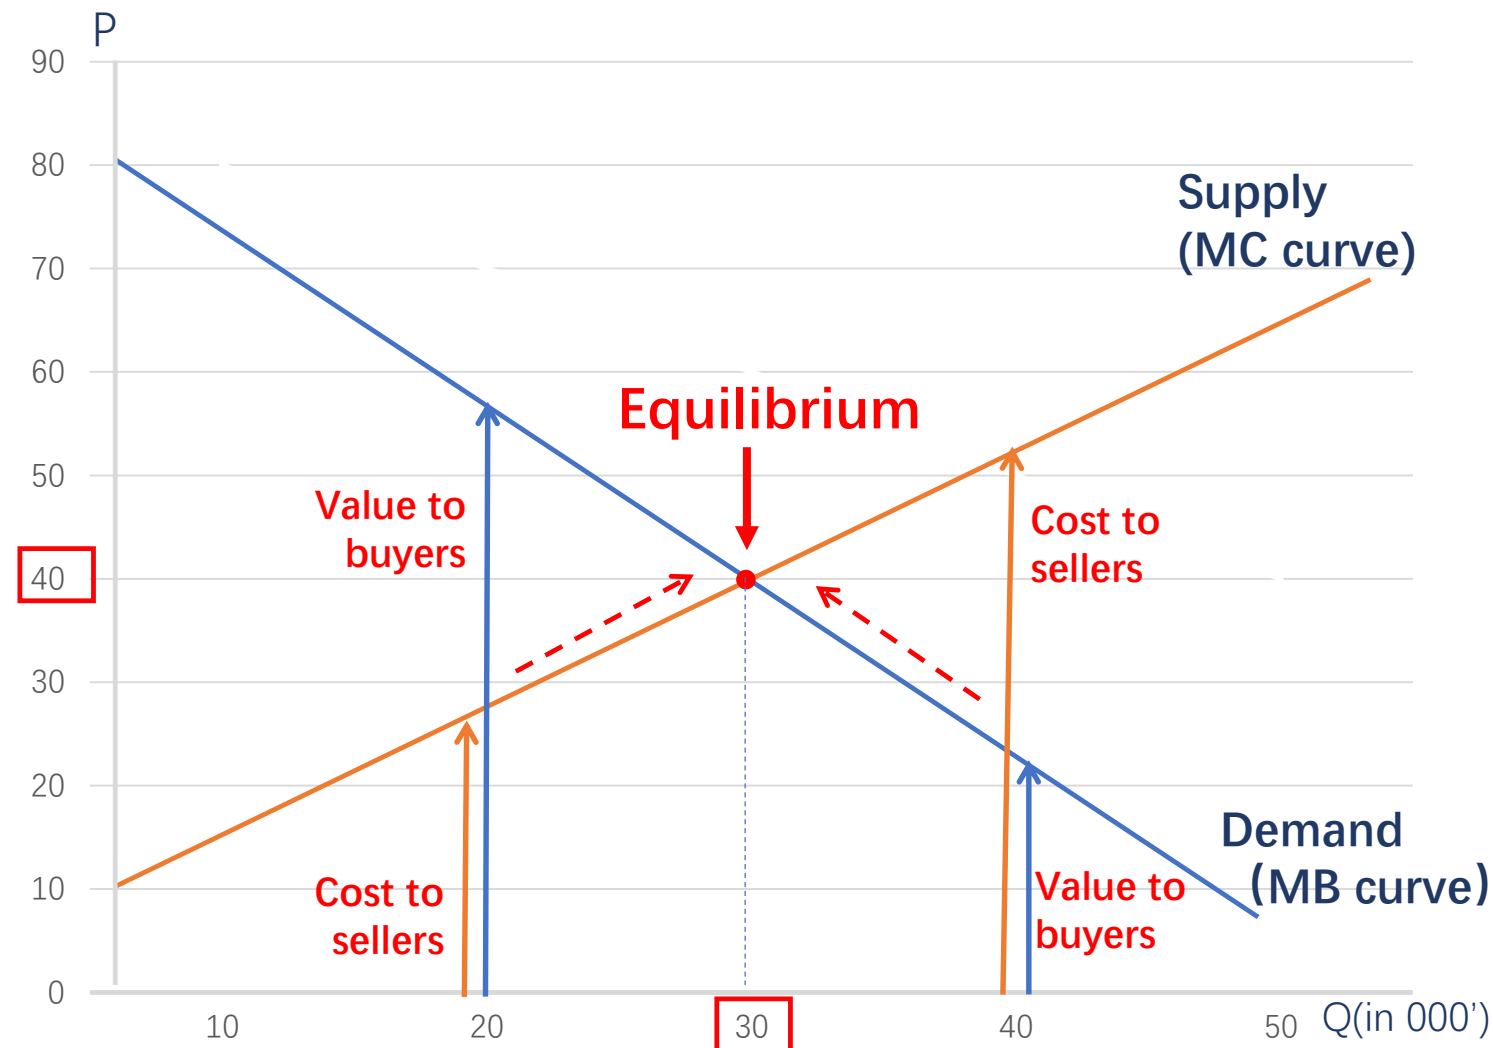 P
90
80
70
60
50
40
30
20
10
0
Supply
(MC curve)
Equilibrium
Value to
buyers
Cost to
sellers
Cost to
sellers
Value to
buyers
Demand
(MB curve)
10
20
30
40
50
Q(in 000')